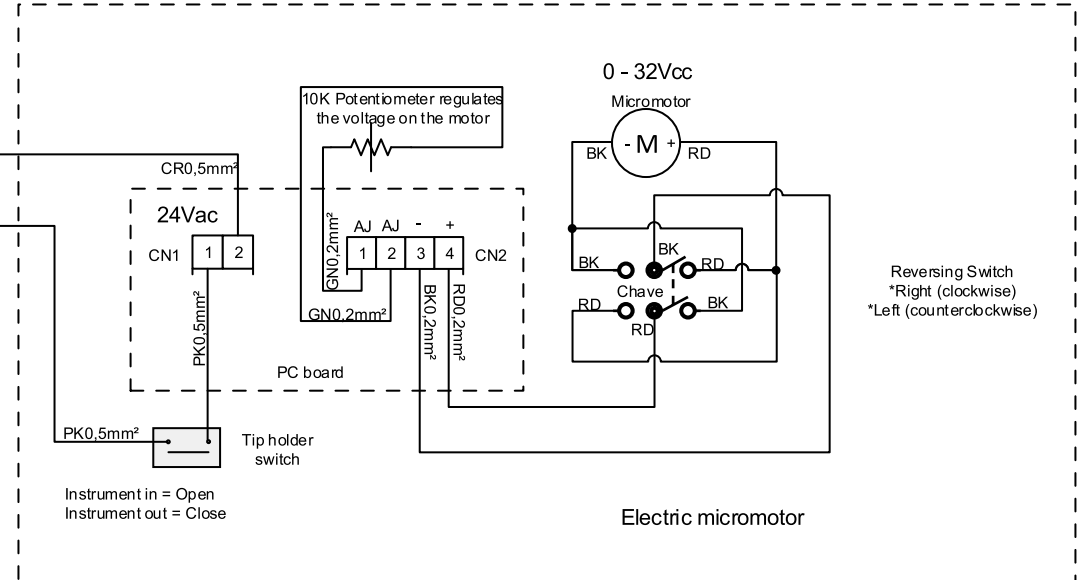 0 - 32Vcc
Micromotor
- M +
BK
RD
10K Potentiometer regulates
the voltage on the motor
CR0,5mm²
24Vac
CN1
1
2
GN0,2mm²
AJ
AJ
-
+
1
2
3
4
CN2
GN0,2mm²
BK0,2mm²
RD0,2mm²
PK0,5mm²
PC board
BK
BK
RD
Chave
RD
BK
RD
Reversing Switch
*Right (clockwise)
*Left (counterclockwise)
PK0,5mm²
Tip holder
switch
Instrument in = Open
Instrument out = Close
Electric micromotor